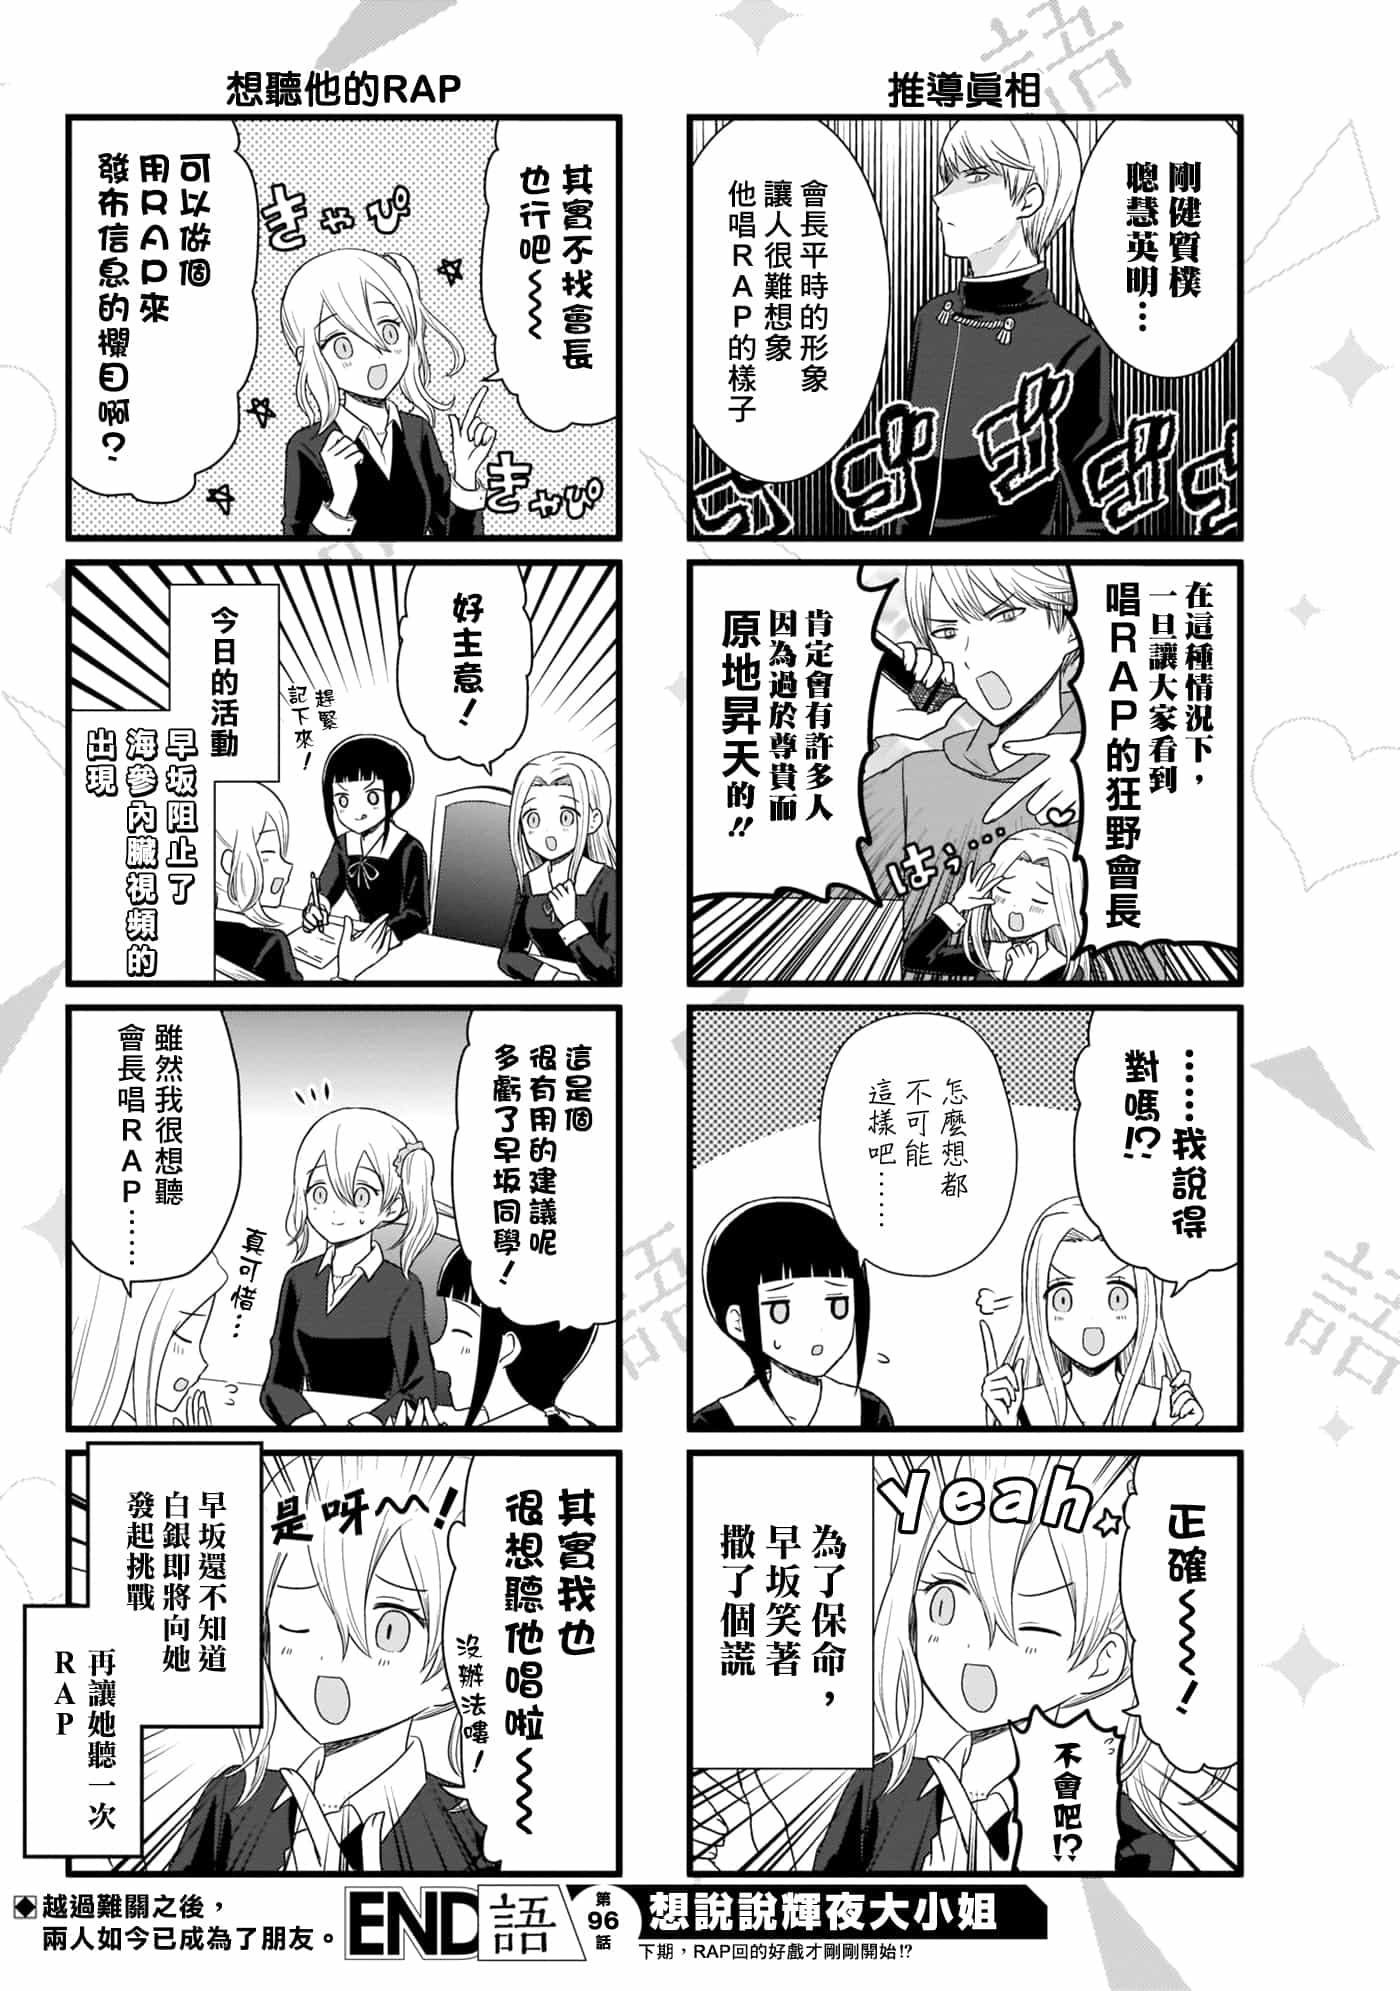 推導眞相
剛健質樸
聰慧英明…
會長平時的形象
讓人很難想象
他唱RAP的樣子
在這種情況下，
一旦讓大家看到
唱RAP的狂野會長
肯定會有許多人
因為過於尊貴而
原地昇天的!!
はぅ…
……我說得
對嗎!?
怎麼想都
不可能
這樣吧……
正確～～～！
yeah☆
為了保命，
早坂笑著
撒了個謊
不會吧!?
想聽他的RAP
其實不找會長
也行吧～～
きゃぴ
きゃぴ
可以做個
用RAP來
發布信息的欄目啊？
好主意！
趕緊
記下來！
今日的活動
早坂阻止了
海參內臟視頻的
出現
這是個
很有用的建議呢
多虧了早坂同學！
雖然我很想聽
會長唱RAP……
真可惜…
其實我也
很想聽他唱啦～～
沒辦法嘍！
是呀～～！
早坂還不知道
白銀即將向她
發起挑戰
再讓她聽一次
RAP
想說說輝夜大小姐
第96話
語
END
下期，RAP回的好戲才剛剛開始!?
越過難關之後，
兩人如今已成為了朋友。